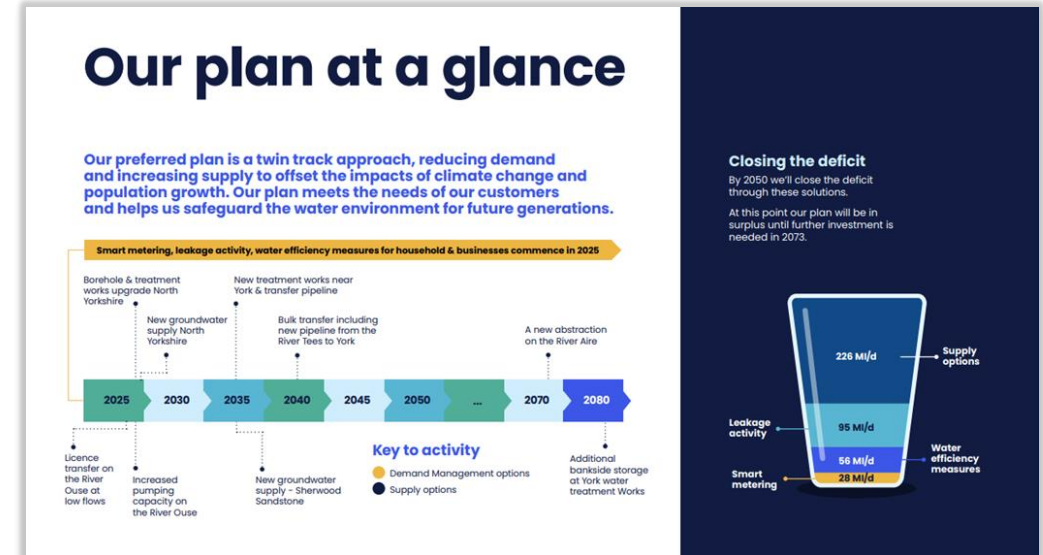 Our plan at a glance
Our preferred plan is a twin track approach, reducing demand
and increasing supply to offset the impacts of climate change and
population growth. Our plan meets the needs of our customers
and helps us safeguard the water environment for future generations.
Smart metering, leakage activity, water efficiency measures for household & businesses commence in 2025
Borehole & treatment
works upgrade North
Yorkshire
New treatment works near
York & transfer pipeline
New groundwater
supply North
Yorkshire
Bulk transfer including
new pipeline from the
River Tees to York
A new abstraction
on the River Aire
2025
2030
2035
2040
2045
2050
...
2070
2080
Licence
transfer on
the River
Ouse at
low flows
Increased
pumping
capacity on
the River Ouse
New groundwater
supply - Sherwood
Sandstone
Key to activity
Demand Management options
Supply options
Additional
bankside storage
at York water
treatment Works
Closing the deficit
By 2050 we'll close the deficit
through these solutions.
At this point our plan will be in
surplus until further investment is
needed in 2073.
226 Ml/d
Supply
options
Leakage
activity
95 Ml/d
56 Ml/d
Water
efficiency
measures
Smart
metering
28 Ml/d